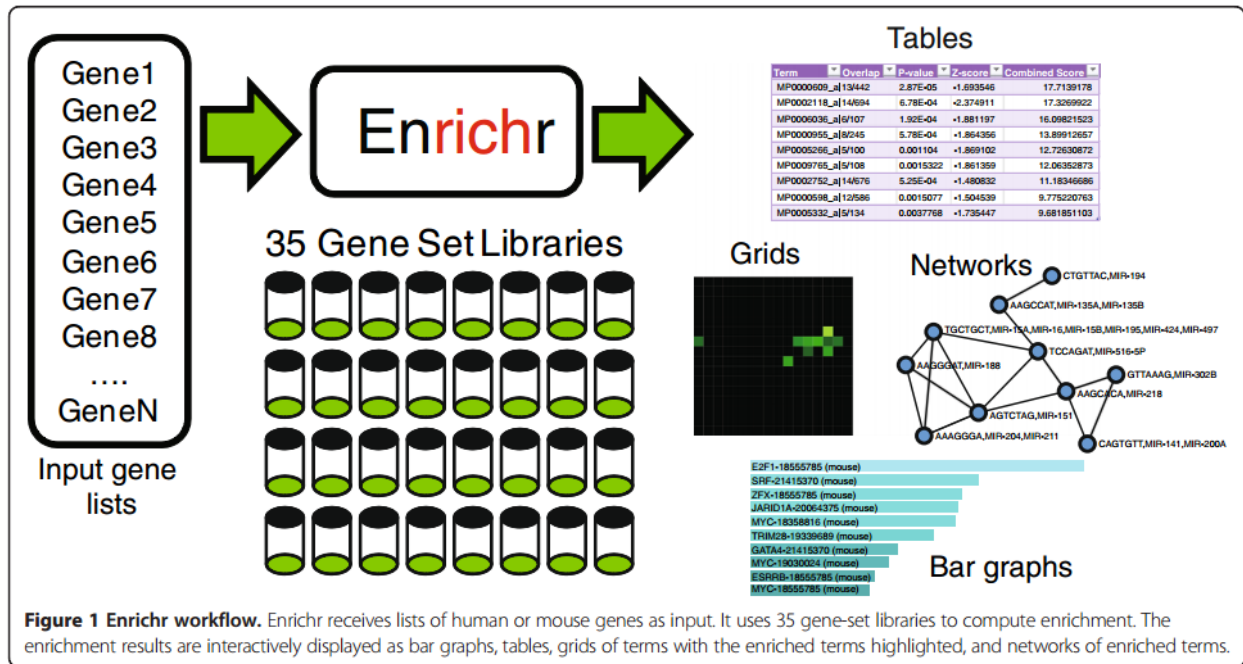 Gene1
Gene2
Gene3
Gene4
Gene5
Gene6
Gene7
Gene8
....
GeneN
Input gene
lists
Enrichr
35 Gene Set Libraries
Tables
Term Overlap P-value Z-score Combined Score
MP0000609_a|13/442 2.87E-05 -1.693546 17.7139178
MP0002118_a|14/694 6.78E-04 -2.374911 17.3269922
MP0006036_a|6/107 1.92E-04 -1.881197 16.09821523
MP0000955_a|8/245 5.78E-04 -1.864356 13.89912657
MP0005266_a|5/100 0.001104 -1.869102 12.72630872
MP0009765_a|5/108 0.0015322 -1.861359 12.06352873
MP0002752_a|14/676 5.25E-04 -1.480832 11.18346686
MP0000598_a|12/586 0.0015077 -1.504539 9.775220763
MP0005332_a|5/134 0.0037768 -1.735447 9.681851103
Grids
Networks
CTGTTAC,MIR-194
AAGCCAT,MIR-135A,MIR-135B
TGCTGCT,MIR-15A,MIR-16,MIR-15B,MIR-195,MIR-424,MIR-497
TCCAGAT,MIR-516-5P
AAGGGAT,MIR-188
GTTAAAG,MIR-302B
AAGCACA,MIR-218
AGTCTAG,MIR-151
AAAGGGA,MIR-204,MIR-211
CAGTGTT,MIR-141,MIR-200A
E2F1-18555785 (mouse)
SRF-21415370 (mouse)
ZFX-18555785 (mouse)
JARID1A-20064375 (mouse)
MYC-18358816 (mouse)
TRIM28-19339689 (mouse)
GATA4-21415370 (mouse)
MYC-19030024 (mouse)
ESRRB-18555785 (mouse)
MYC-18555785 (mouse)
Bar graphs
Figure 1 Enrichr workflow. Enrichr receives lists of human or mouse genes as input. It uses 35 gene-set libraries to compute enrichment. The
enrichment results are interactively displayed as bar graphs, tables, grids of terms with the enriched terms highlighted, and networks of enriched terms.